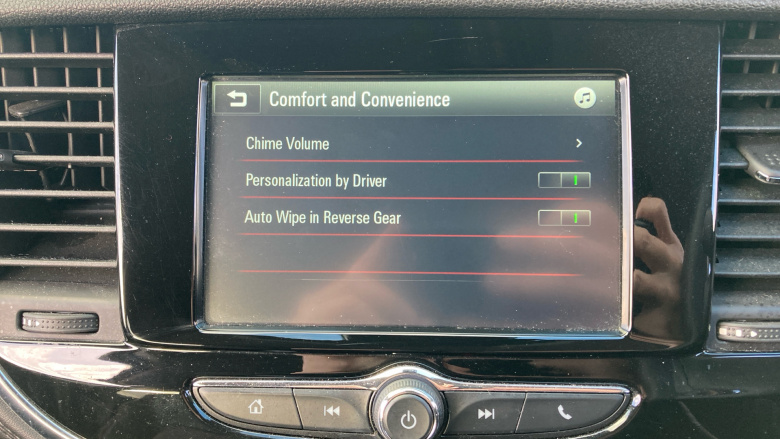 Comfort and Convenience
Chime Volume
Personalization by Driver
Auto Wipe in Reverse Gear